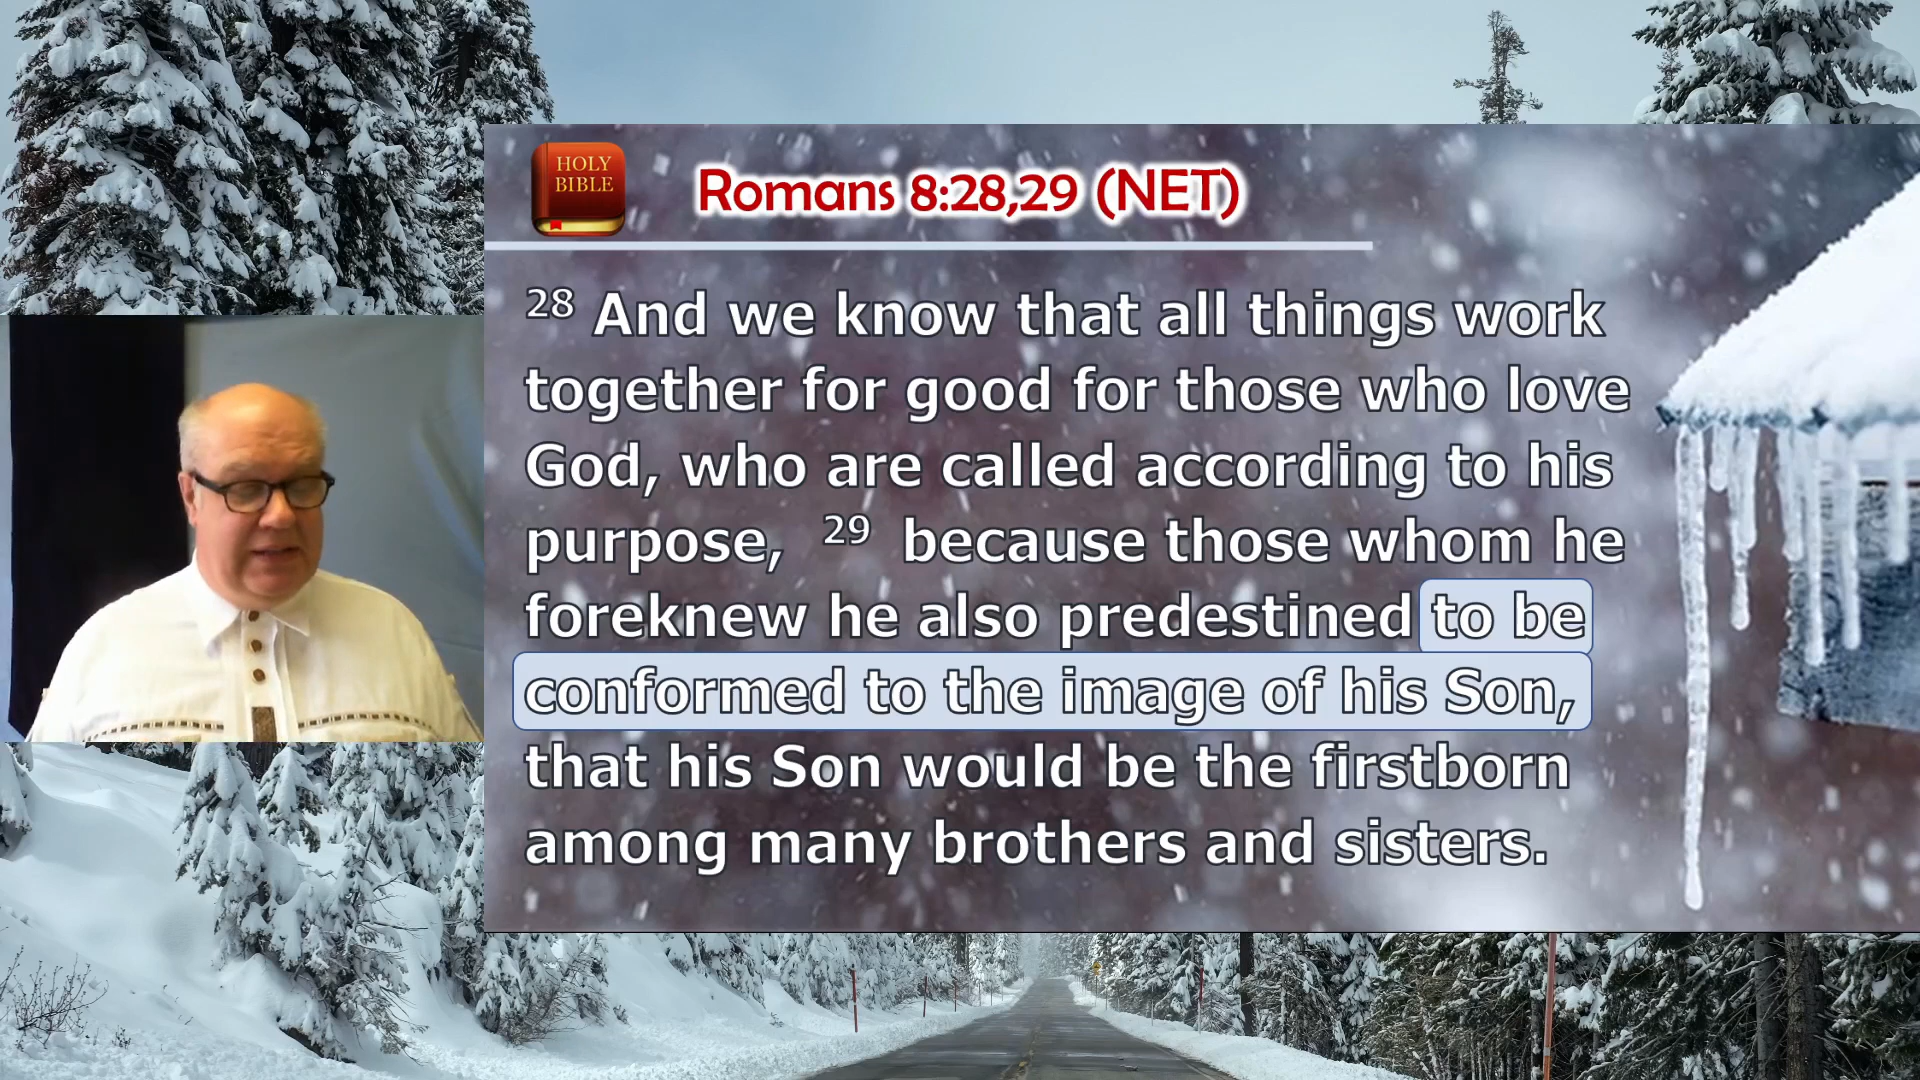 HOLY
BIBLE
Romans 8:28,29 (NET)
28 And we know that all things work
together for good for those who love
God, who are called according to his
purpose, 29 because those whom he
foreknew he also predestined to be
conformed to the image of his Son,
that his Son would be the firstborn
among many brothers and sisters.